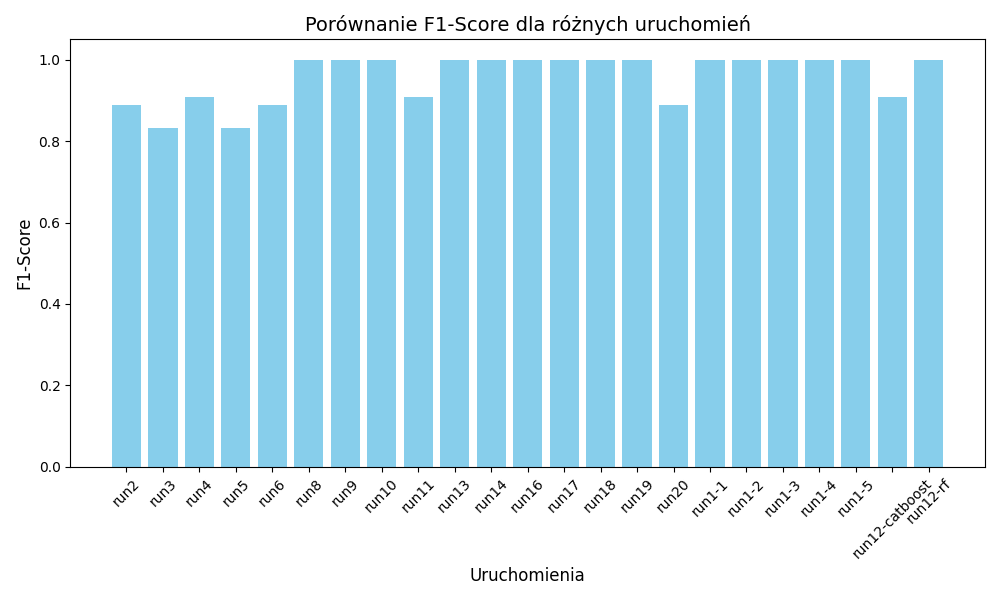 Porównanie F1-Score dla różnych uruchomień
F1-Score
1.0
0.8
0.6
0.4
0.2
0.0
run2
run3
run4
run5
run6
run8
run9
run10
run11
run13
run14
run16
run17
run18
run19
run20
run1-1
run1-2
run1-3
run1-4
run1-5
run12-catboost
run12-rf
Uruchomienia